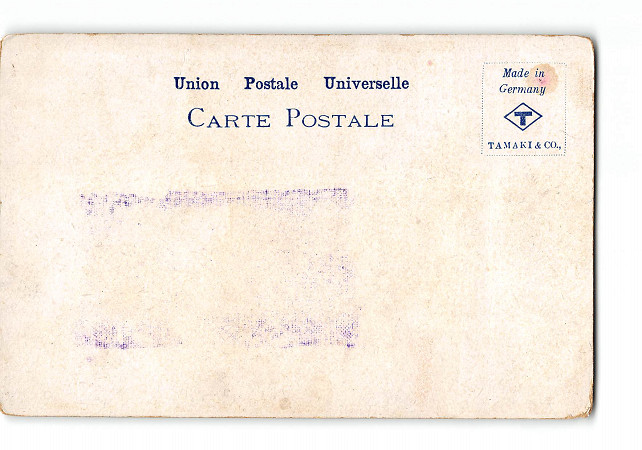 Union Postale Universelle
CARTE POSTALE
Made in
Germany
T
TAMAKI & CO.,